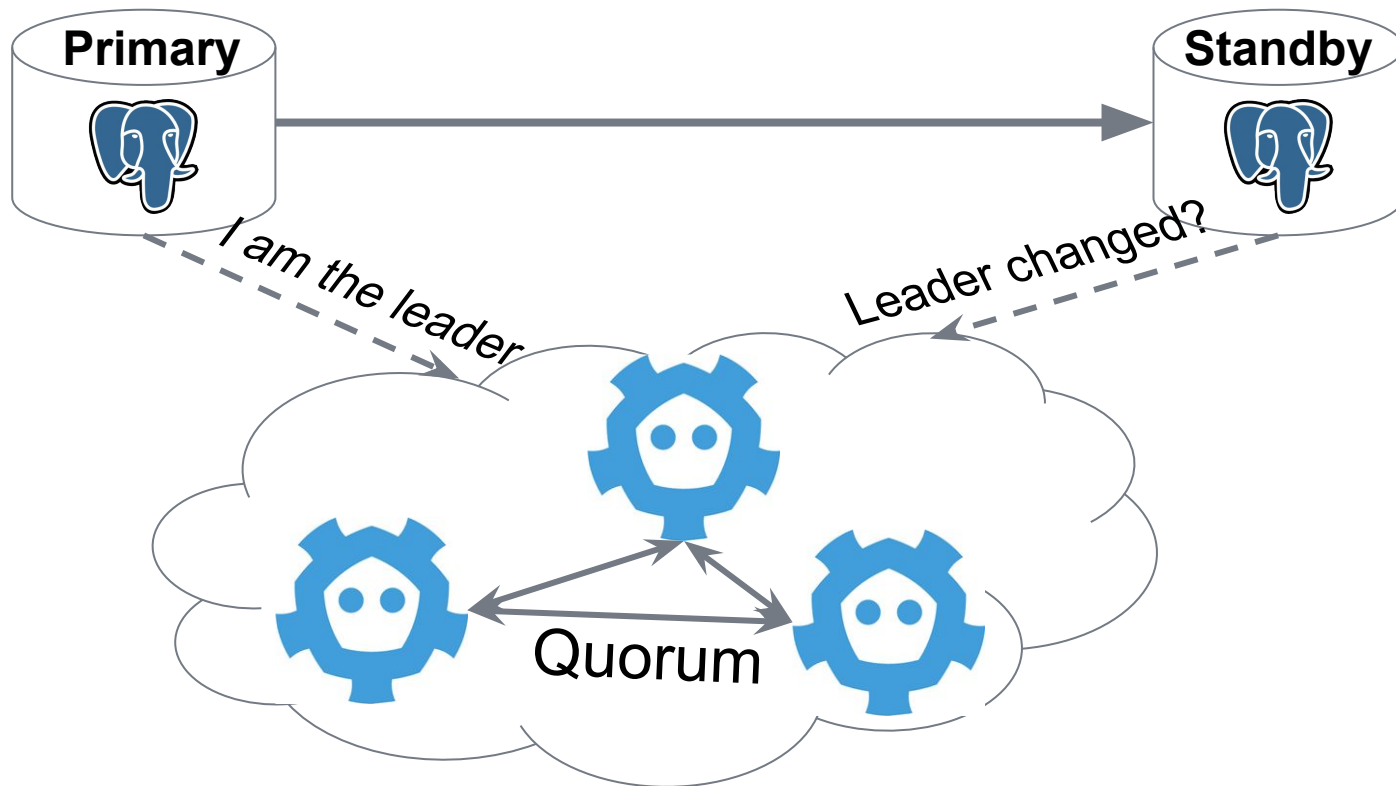 Primary
Standby
I am the leader
Leader changed?
Quorum